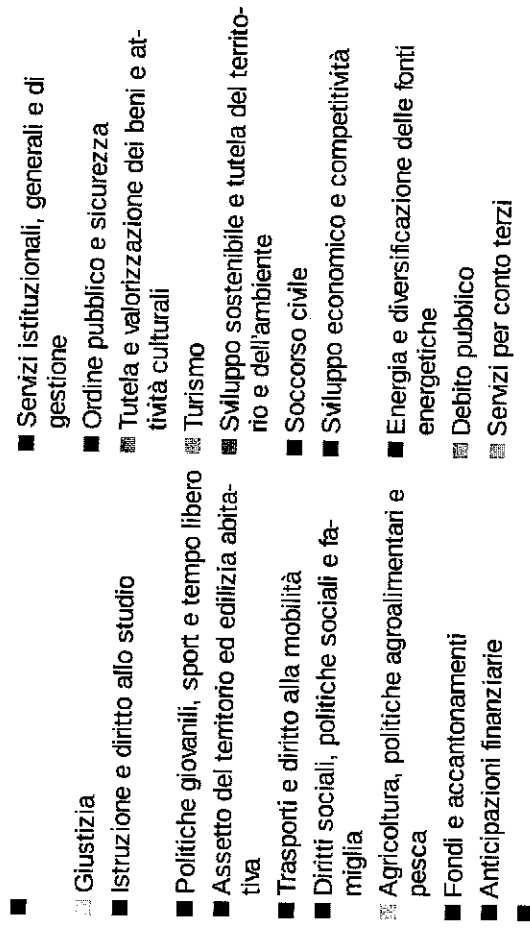 Servizi istituzionali, generali e di
gestione
Ordine pubblico e sicurezza
Tutela e valorizzazione dei beni e at-
tività culturali
Turismo
Sviluppo sostenibile e tutela del territo-
rio e dell'ambiente
Soccorso civile
Sviluppo economico e competitività
Energia e diversificazione delle fonti
energetiche
Debito pubblico
Servizi per conto terzi
Giustizia
Istruzione e diritto allo studio
Politiche giovanili, sport e tempo libero
Assetto del territorio ed edilizia abita-
tiva
Trasporti e diritto alla mobilità
Diritti sociali, politiche sociali e fa-
miglia
Agricoltura, politiche agroalimentari e
pesca
Fondi e accantonamenti
Anticipazioni finanziarie